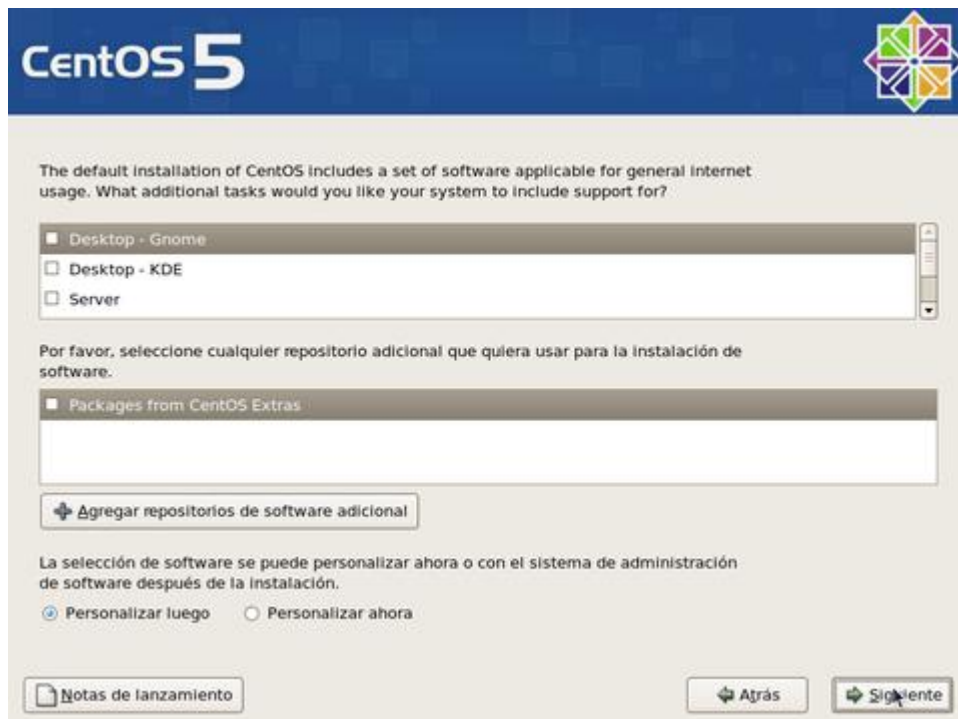 CentOS 5
The default installation of CentOS includes a set of software applicable for general internet
usage. What additional tasks would you like your system to include support for?
Desktop - Gnome
Desktop - KDE
Server
Por favor, seleccione cualquier repositorio adicional que quiera usar para la instalación de
software.
Packages from CentOS Extras
Agregar repositorios de software adicional
La selección de software se puede personalizar ahora o con el sistema de administración
de software después de la instalación.
Personalizar luego Personalizar ahora
Notas de lanzamiento Atrás Siguiente